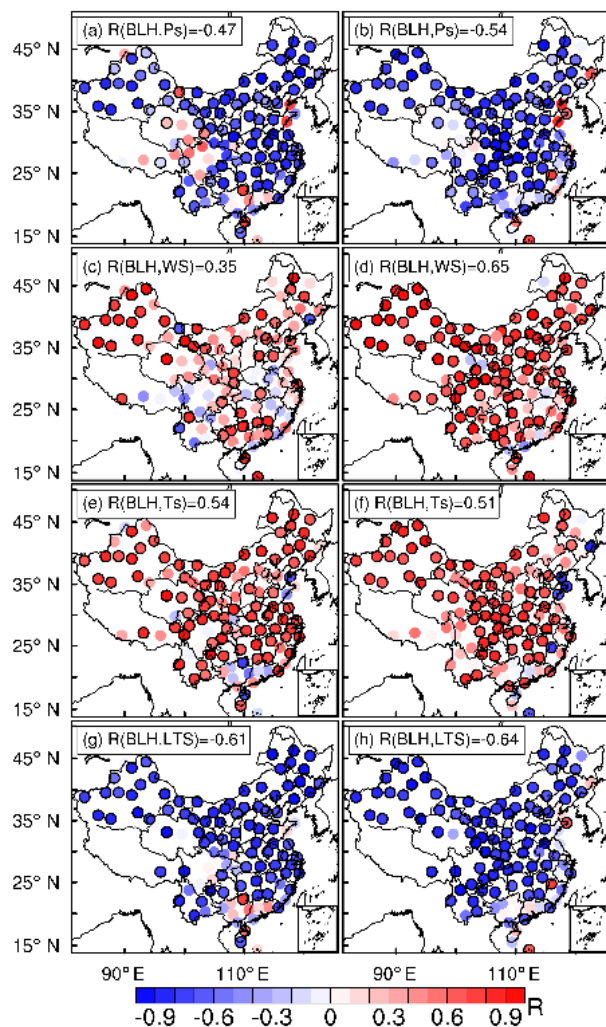 (a) R(BLH.Ps)=-0.47
(b) R(BLH,Ps)=-0.54
45° N
35° N
25° N
15° N
(c) R(BLH,WS)=0.35
(d) R(BLH,WS)=0.65
45° N
35° N
25° N
15° N
(e) R(BLH,Ts)=0.54
(f) R(BLH,Ts)=0.51
45° N
35° N
25° N
15° N
(g) R(BLH.LTS)=-0.61
(h) R(BLH,LTS)=-0.64
45° N
35° N
25° N
15° N
90° E 110° E 90° E 110° E
-0.9 -0.6 -0.3 0 0.3 0.6 0.9 R